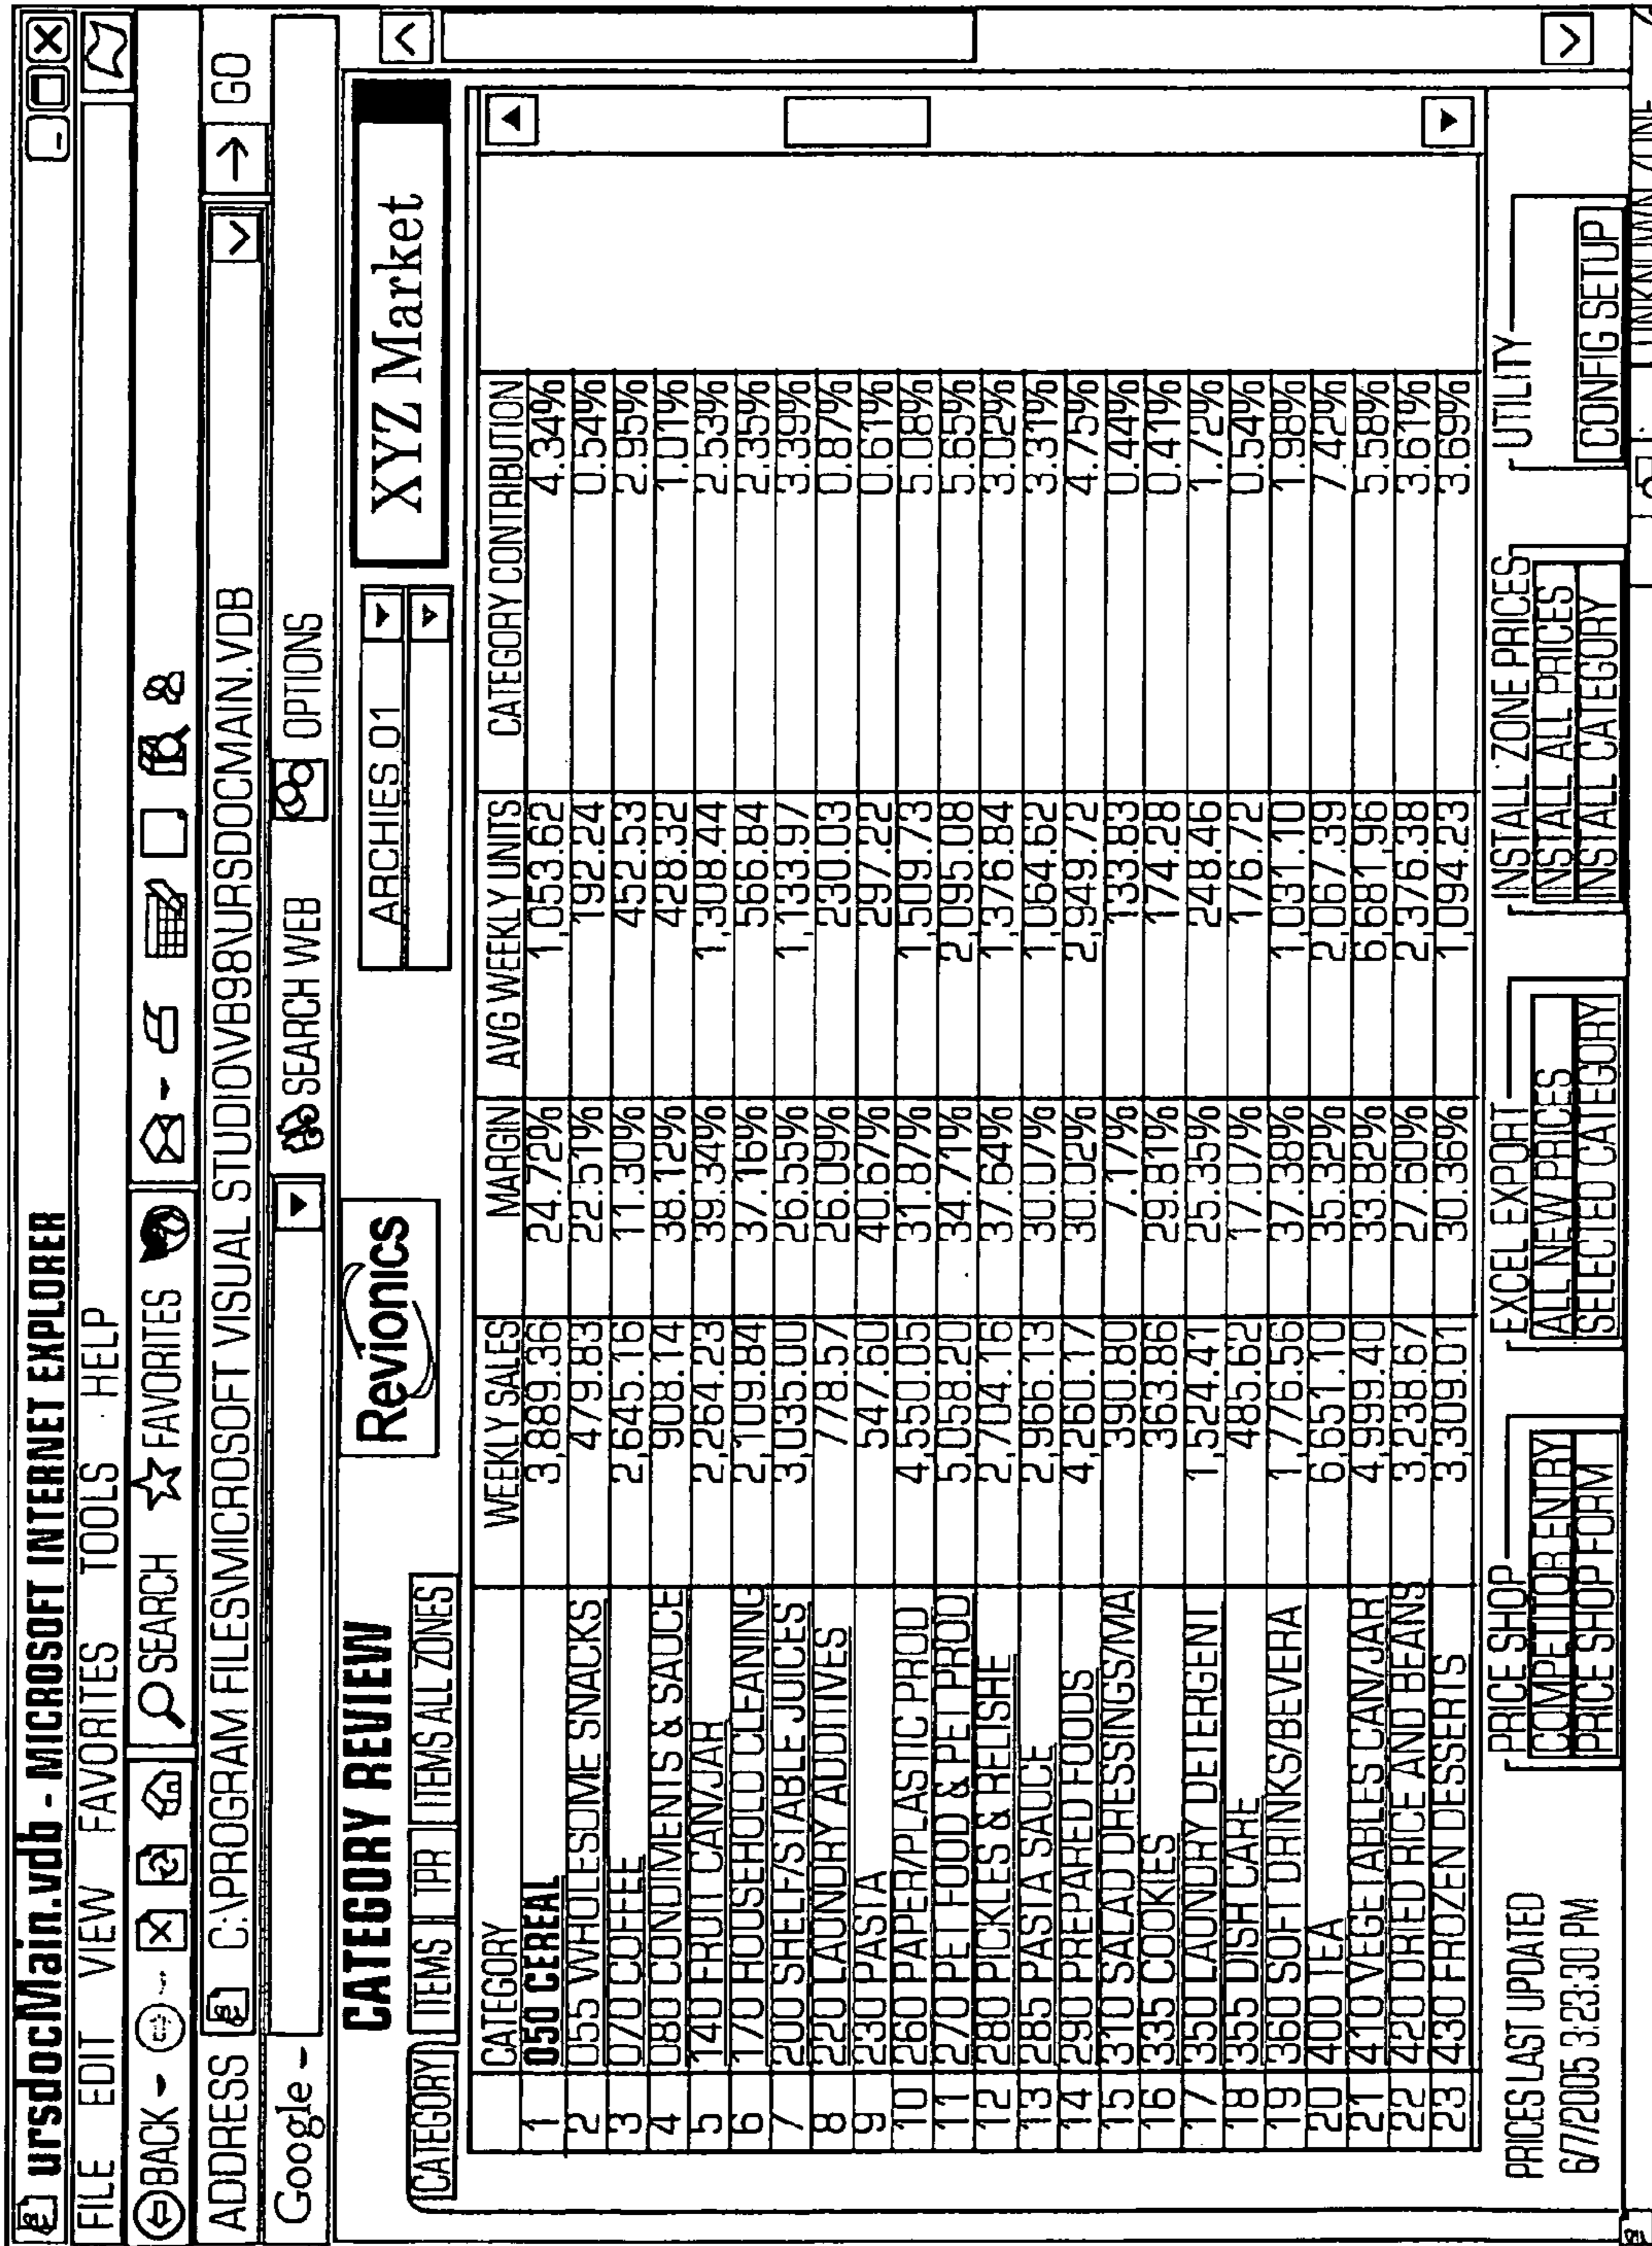 ursdocMain.vdb - MICROSOFT INTERNET EXPLORER
FILE EDIT VIEW FAVORITES TOOLS HELP
BACK - SEARCH FAVORITES
ADDRESS C:\PROGRAM FILES\MICROSOFT VISUAL STUDIO\VB98\URSDOCMAIN.VDB GO
Google - SEARCH WEB OPTIONS
CATEGORY REVIEW Revionics ARCHIES 01 XYZ Market
CATEGORY ITEMS TPR ITEMS ALL ZONES
CATEGORY WEEKLY SALES MARGIN AVG WEEKLY UNITS CATEGORY CONTRIBUTION
1 050 CEREAL 3,889.36 24.72% 1,053.62 4.34%
2 055 WHOLESOME SNACKS 479.83 22.51% 192.24 0.54%
3 070 COFFEE 2,645.16 11.30% 452.53 2.95%
4 080 CONDIMENTS & SAUCE 908.14 38.12% 428.32 1.01%
5 140 FRUIT CAN/JAR 2,264.23 39.34% 1,308.44 2.53%
6 170 HOUSEHOLD CLEANING 2,109.84 37.16% 566.84 2.35%
7 200 SHELF/STABLE JUICES 3,035.00 26.55% 1,133.97 3.39%
8 220 LAUNDRY ADDITIVES 778.57 26.09% 230.03 0.87%
9 230 PASTA 547.60 40.67% 297.22 0.61%
10 260 PAPER/PLASTIC PROD 4,550.05 31.87% 1,509.73 5.08%
11 270 PET FOOD & PET PROD 5,058.20 34.71% 2,095.08 5.65%
12 280 PICKLES & RELISHE 2,704.16 37.64% 1,376.84 3.02%
13 285 PASTA SAUCE 2,966.13 30.07% 1,064.62 3.31%
14 290 PREPARED FOODS 4,260.17 30.02% 2,949.72 4.75%
15 310 SALAD DRESSINGS/MA 390.80 7.17% 133.83 0.44%
16 335 COOKIES 363.86 29.81% 174.28 0.41%
17 350 LAUNDRY DETERGENT 1,524.41 25.35% 248.46 1.72%
18 355 DISH CARE 485.62 17.07% 176.72 0.54%
19 360 SOFT DRINKS/BEVERA 1,776.56 37.38% 1,031.10 1.98%
20 400 TEA 6,651.10 35.32% 2,067.39 7.42%
21 410 VEGETABLES CAN/JAR 4,999.40 33.82% 6,681.96 5.58%
22 420 DRIED RICE AND BEANS 3,238.67 27.60% 2,376.38 3.61%
23 430 FROZEN DESSERTS 3,309.01 30.36% 1,094.23 3.69%
PRICES LAST UPDATED PRICE SHOP EXCEL EXPORT INSTALL ZONE PRICES UTILITY
COMPETITOR ENTRY ALL NEW PRICES INSTALL ALL PRICES
6/7/2005 3:23:30 PM PRICE SHOP FORM SELECTED CATEGORY INSTALL CATEGORY CONFIG SETUP
UNKNOWN ZONE